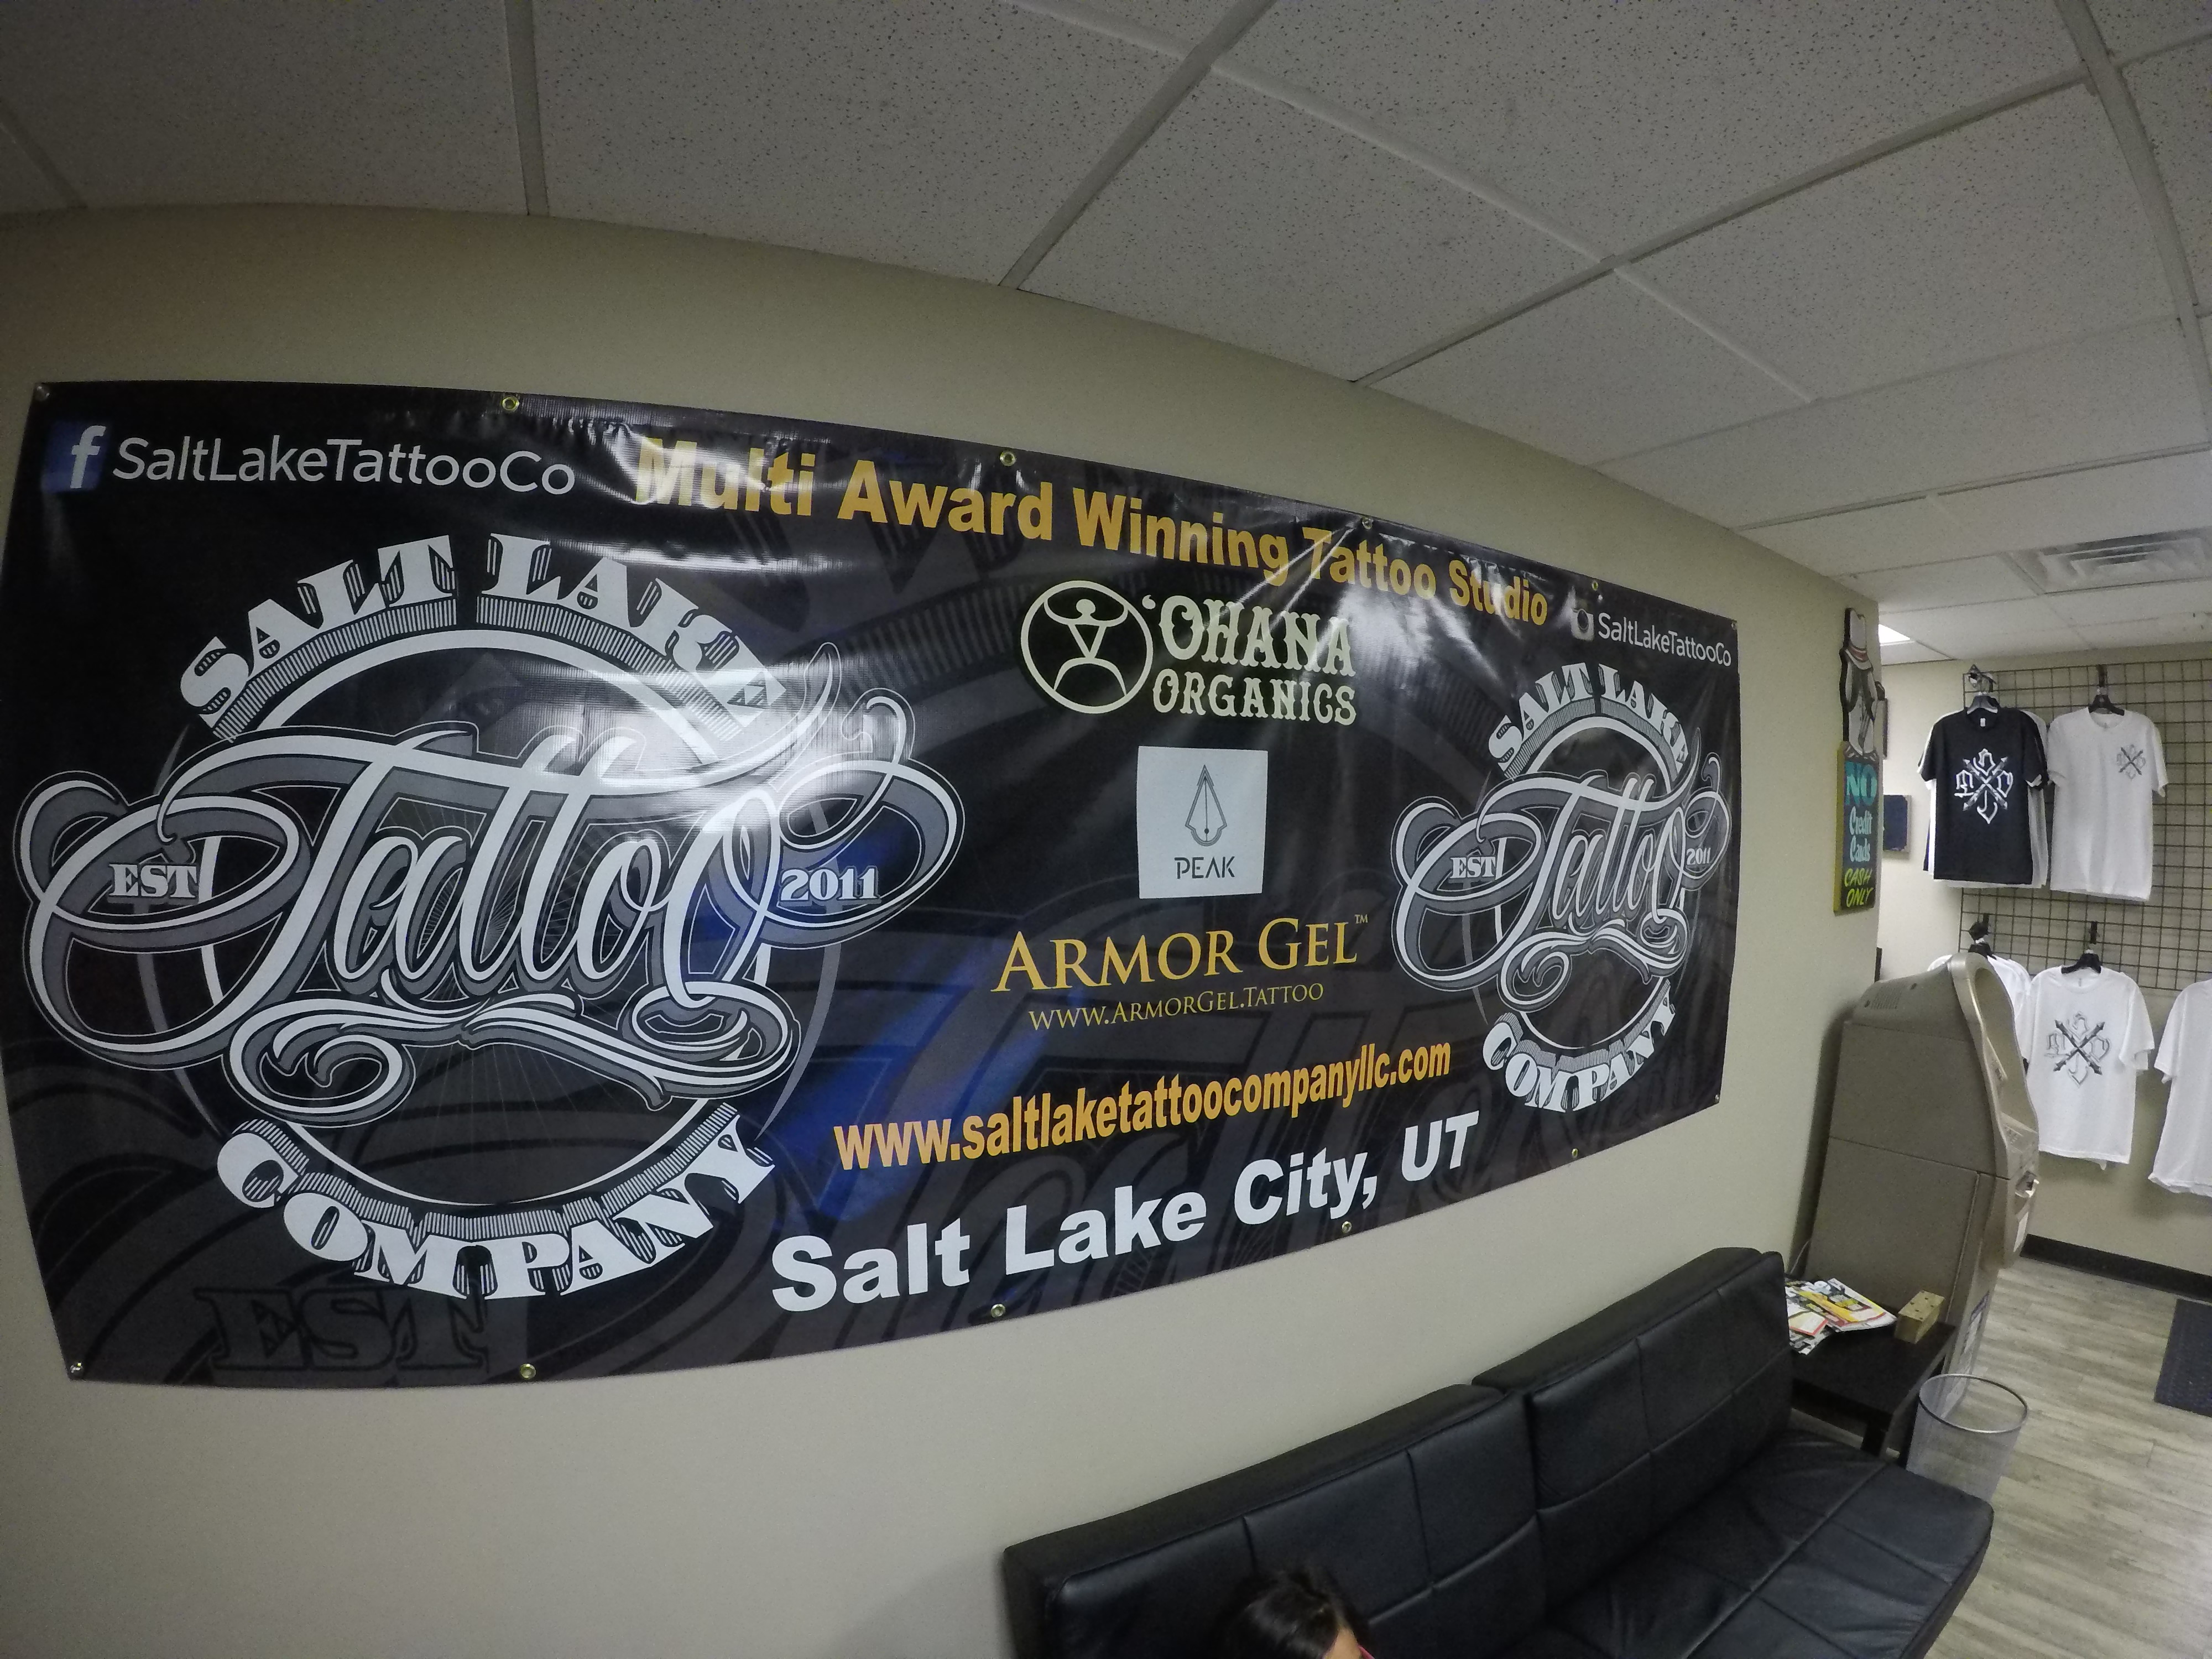 f SaltLakeTattooCo
Multi Award Winning Tattoo Studio
SaltLakeTattooCo
SALT LAKE
Tattoo
EST 2011
COMPANY
'OHANA
ORGANICS
PEAK
ARMOR GEL™
WWW.ARMORGEL.TATTOO
www.saltlaketattoocompanyllc.com
Salt Lake City, UT
SALT LAKE
Tattoo
EST 2011
COMPANY
EST
NO
Credit
Cards
CASH
ONLY